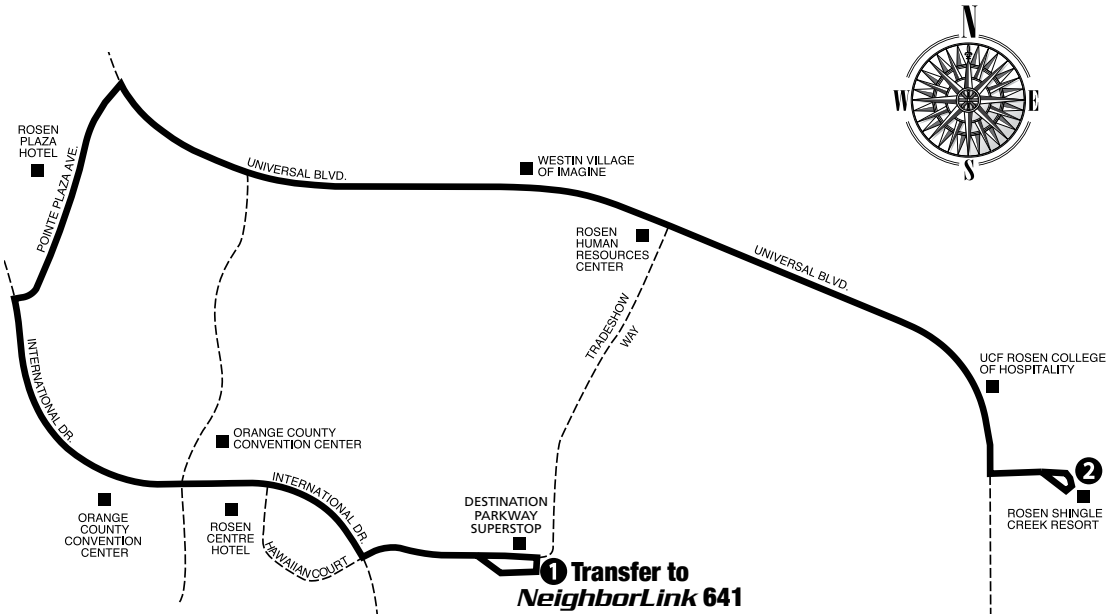 N
W
E
S
ROSEN
PLAZA
HOTEL
POINTE PLAZA AVE.
UNIVERSAL BLVD.
WESTIN VILLAGE
OF IMAGINE
ROSEN
HUMAN
RESOURCES
CENTER
UNIVERSAL BLVD.
TRADESHOW
WAY
INTERNATIONAL DR.
UCF ROSEN COLLEGE
OF HOSPITALITY
ORANGE COUNTY
CONVENTION CENTER
INTERNATIONAL DR.
ORANGE
COUNTY
CONVENTION
CENTER
ROSEN
CENTRE
HOTEL
HAWAIIAN COURT
DESTINATION
PARKWAY
SUPERSTOP
2
ROSEN SHINGLE
CREEK RESORT
1 Transfer to
NeighborLink 641